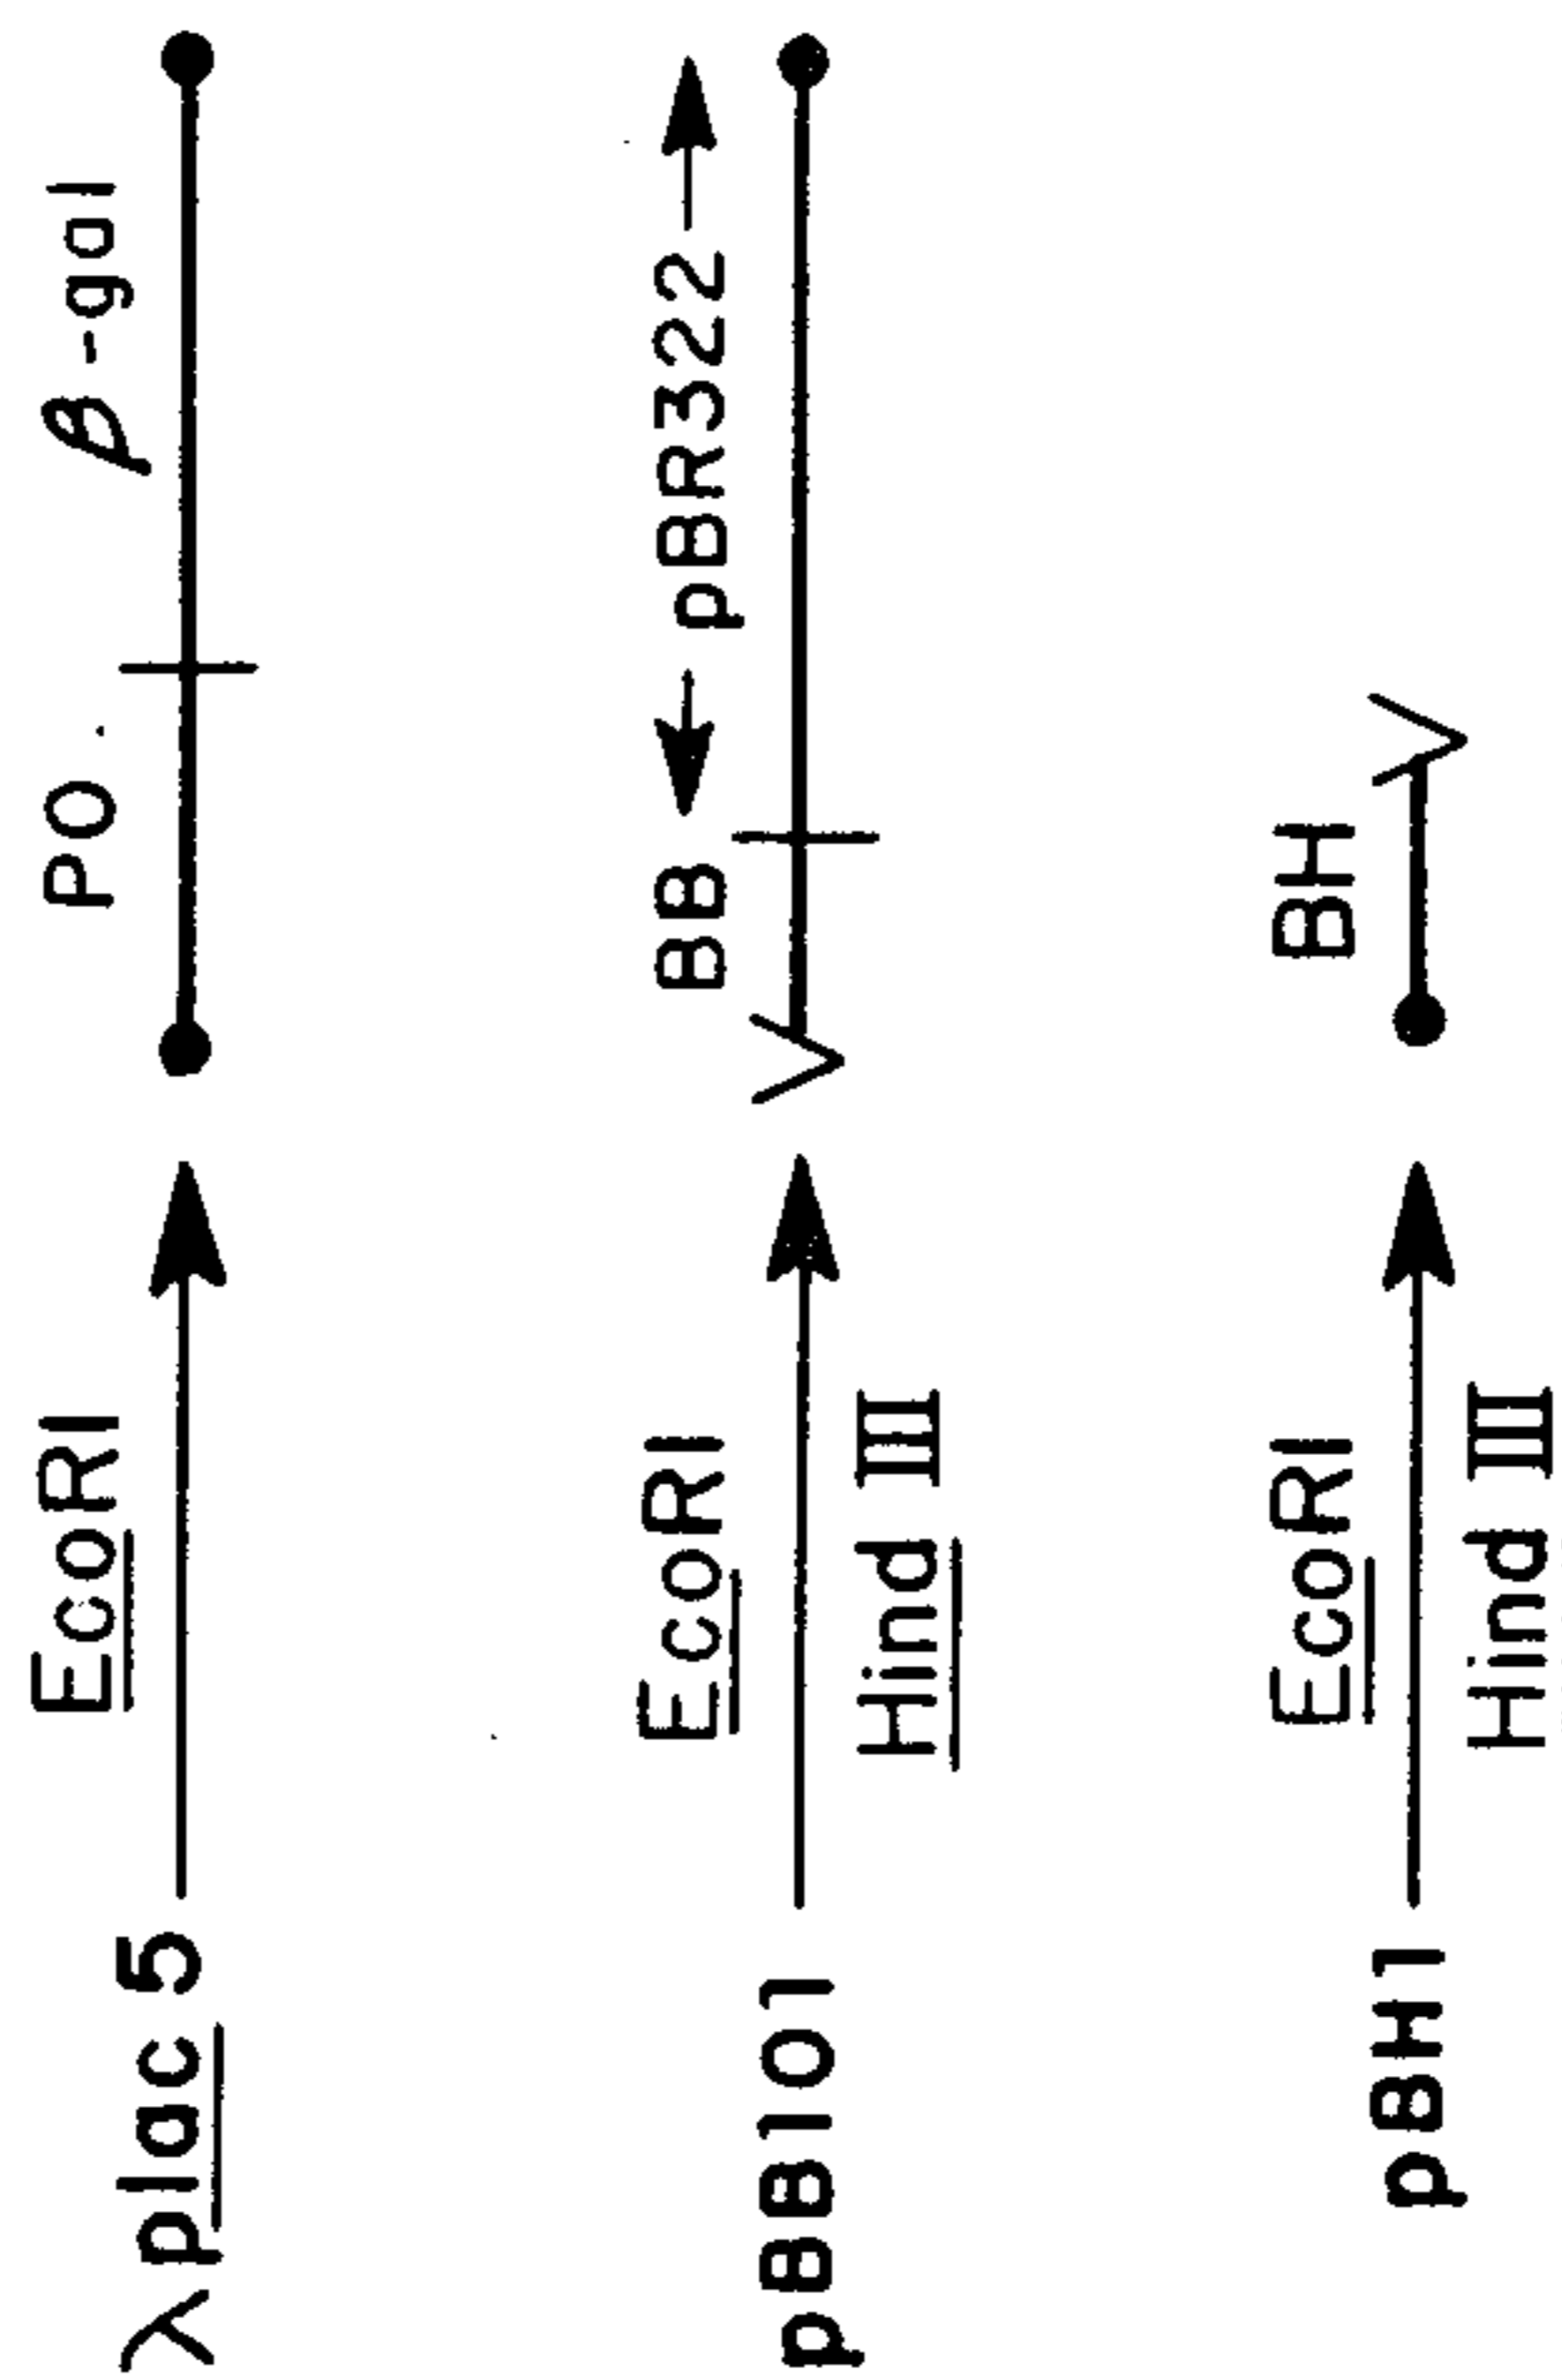 EcoRI PO β-gal
λplac 5
EcoRI BB pBR322
pBB101
Hind III
EcoRI BH
pBH1
Hind III